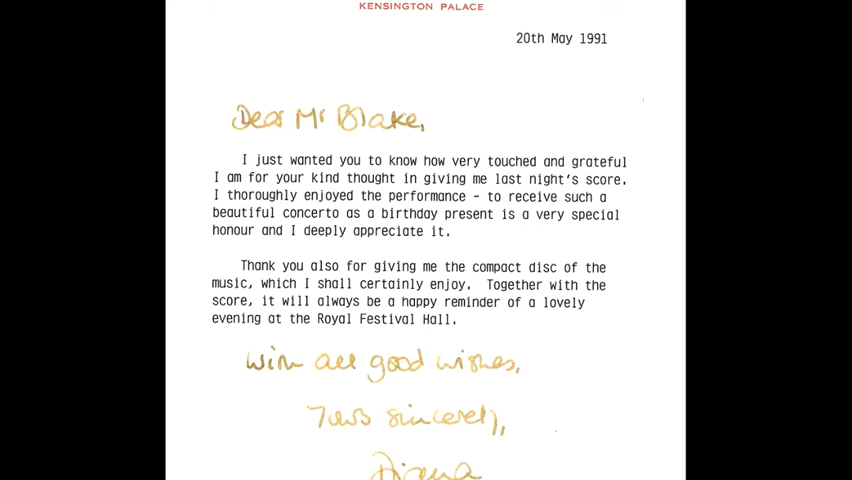 KENSINGTON PALACE
20th May 1991
Dear Mr Blake,
I just wanted you to know how very touched and grateful
I am for your kind thought in giving me last night's score.
I thoroughly enjoyed the performance - to receive such a
beautiful concerto as a birthday present is a very special
honour and I deeply appreciate it.
Thank you also for giving me the compact disc of the
music, which I shall certainly enjoy. Together with the
score, it will always be a happy reminder of a lovely
evening at the Royal Festival Hall.
With all good wishes,
Yours sincerely,
Diana